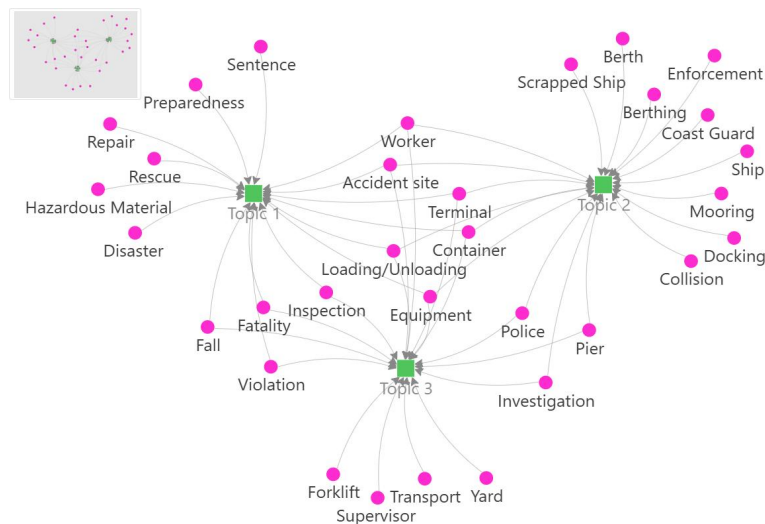 Sentence
Berth
Enforcement
Scrapped Ship
Preparedness
Berthing
Repair
Worker
Coast Guard
Rescue
Accident site
Ship
Hazardous Material
Topic 1
Terminal
Topic 2
Mooring
Disaster
Container
Docking
Loading/Unloading
Collision
Inspection
Equipment
Fatality
Police
Fall
Pier
Violation
Topic 3
Investigation
Forklift
Transport
Yard
Supervisor